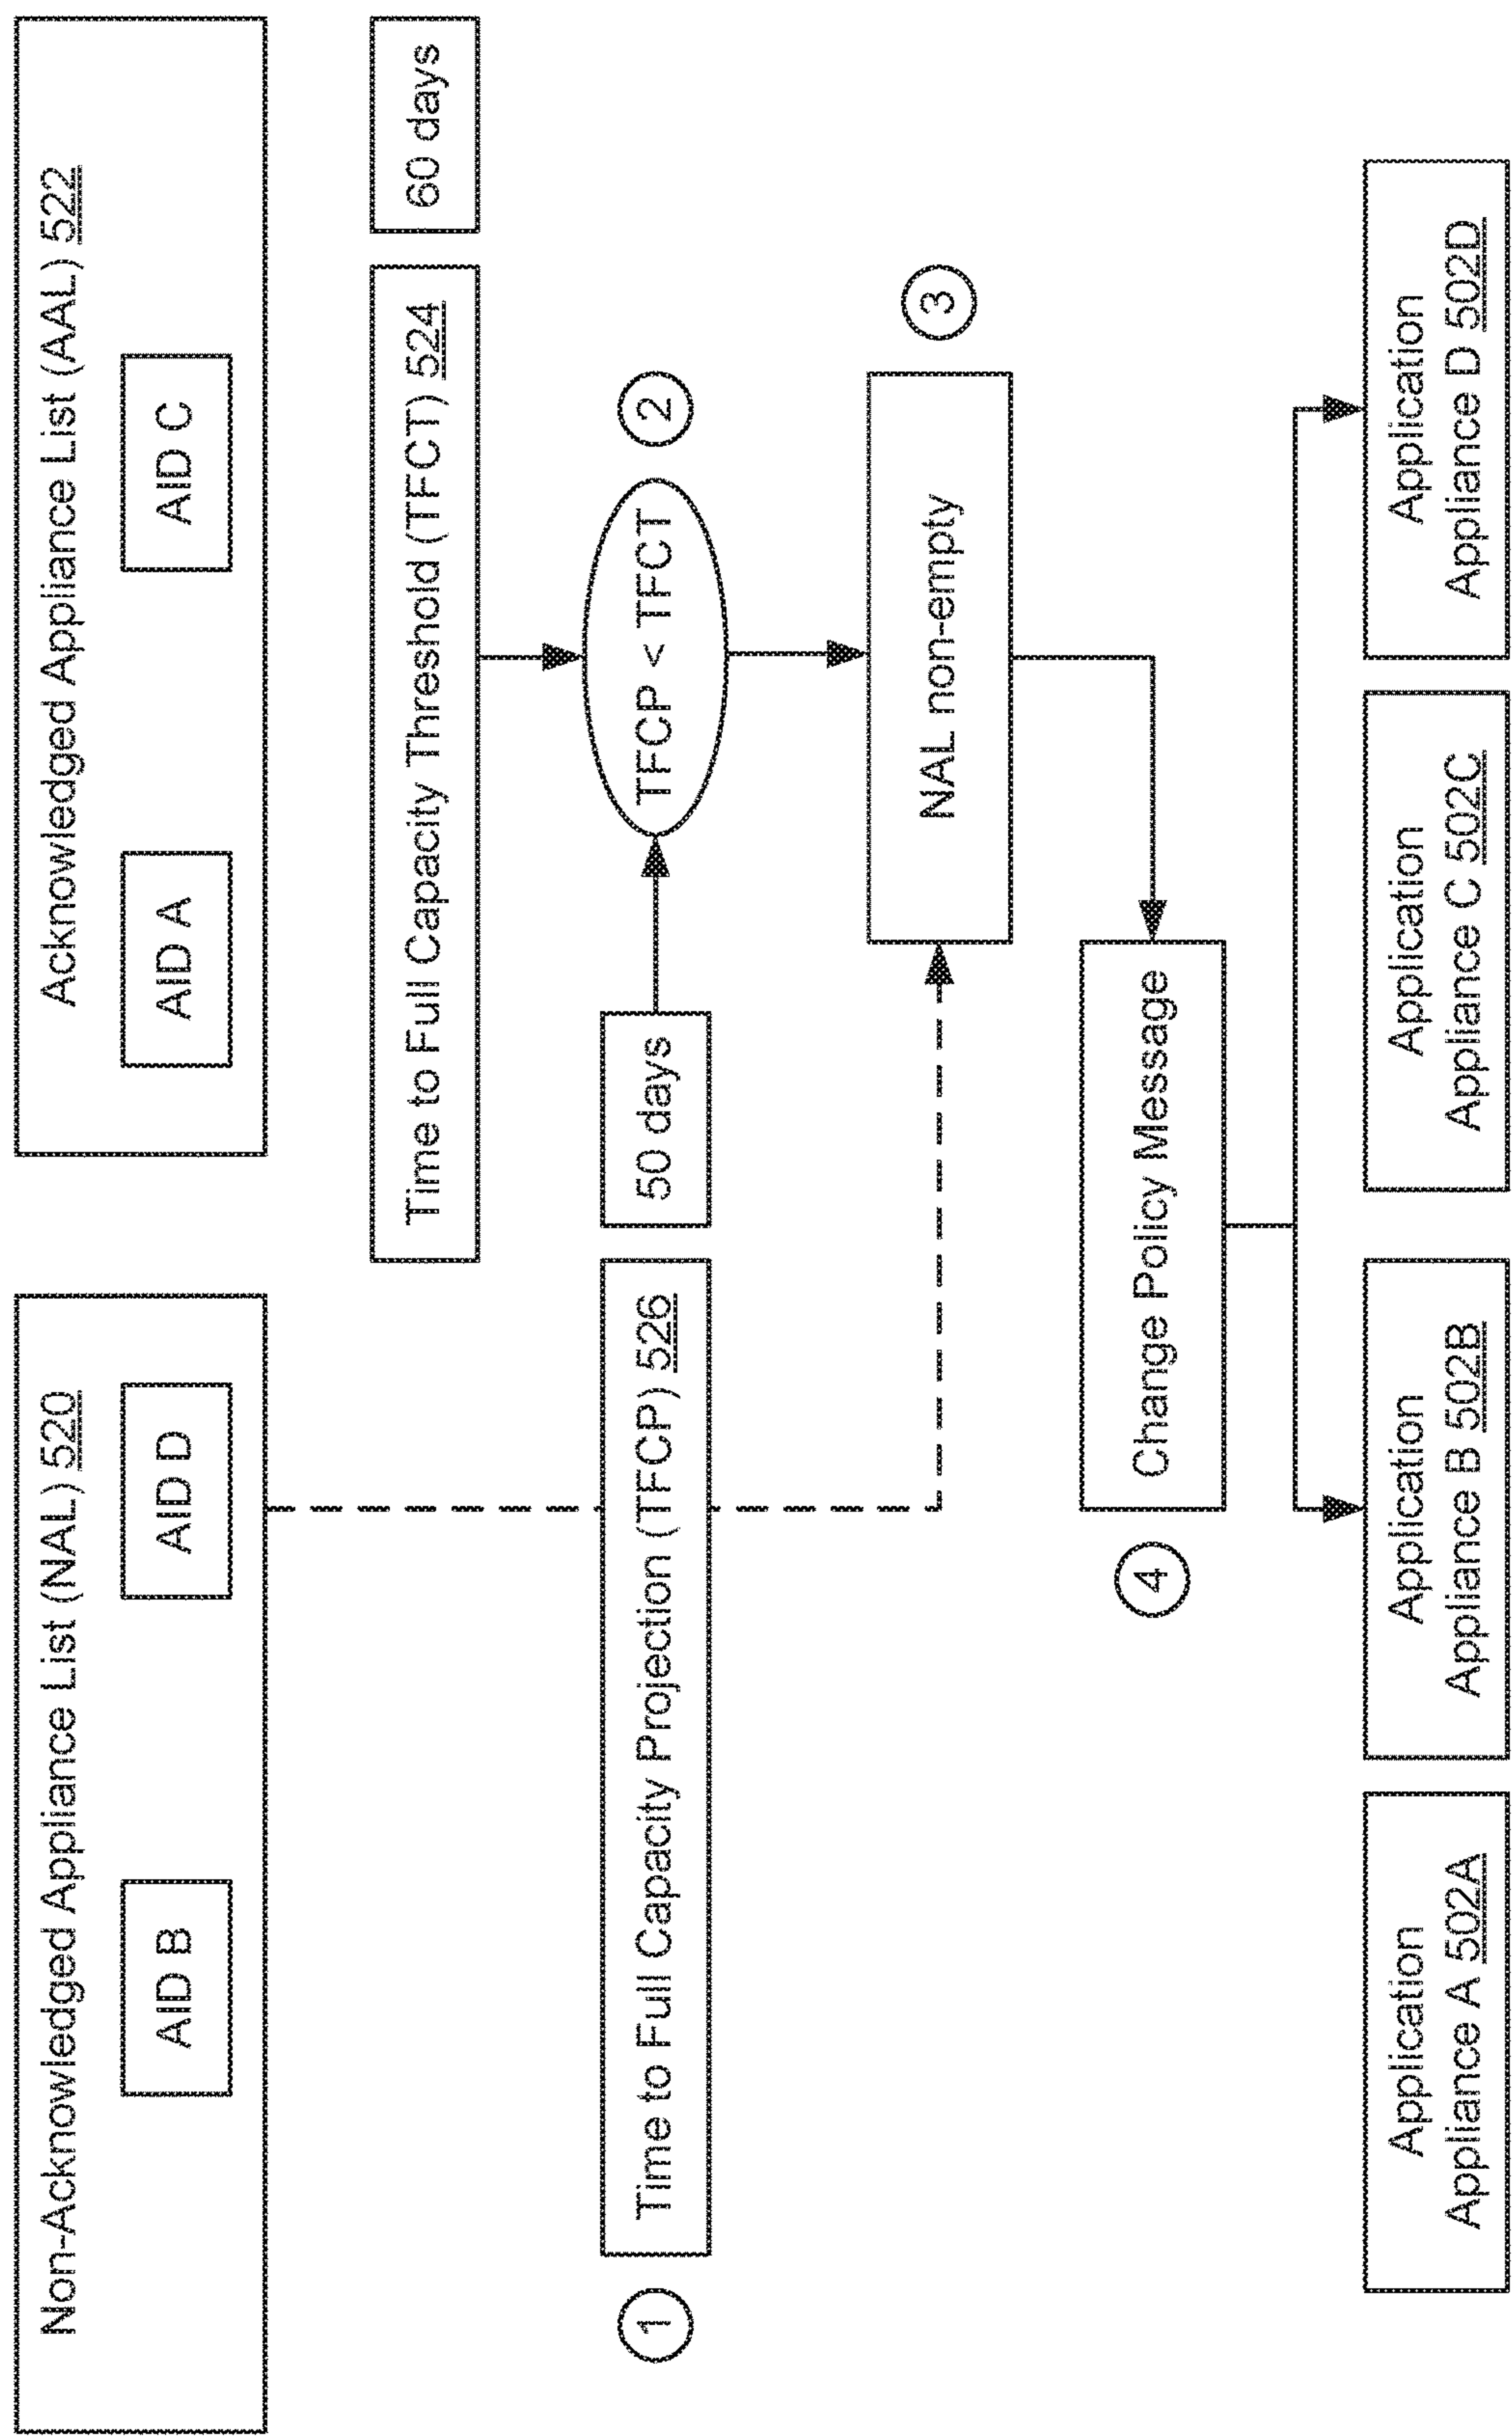 Non-Acknowledged Appliance List (NAL) 520
AID B
AID D
Acknowledged Appliance List (AAL) 522
AID A
AID C
Time to Full Capacity Threshold (TFCT) 524
60 days
1
Time to Full Capacity Projection (TFCP) 526
50 days
TFCP < TFCT
2
NAL non-empty
3
4
Change Policy Message
Application
Appliance A 502A
Application
Appliance B 502B
Application
Appliance C 502C
Application
Appliance D 502D